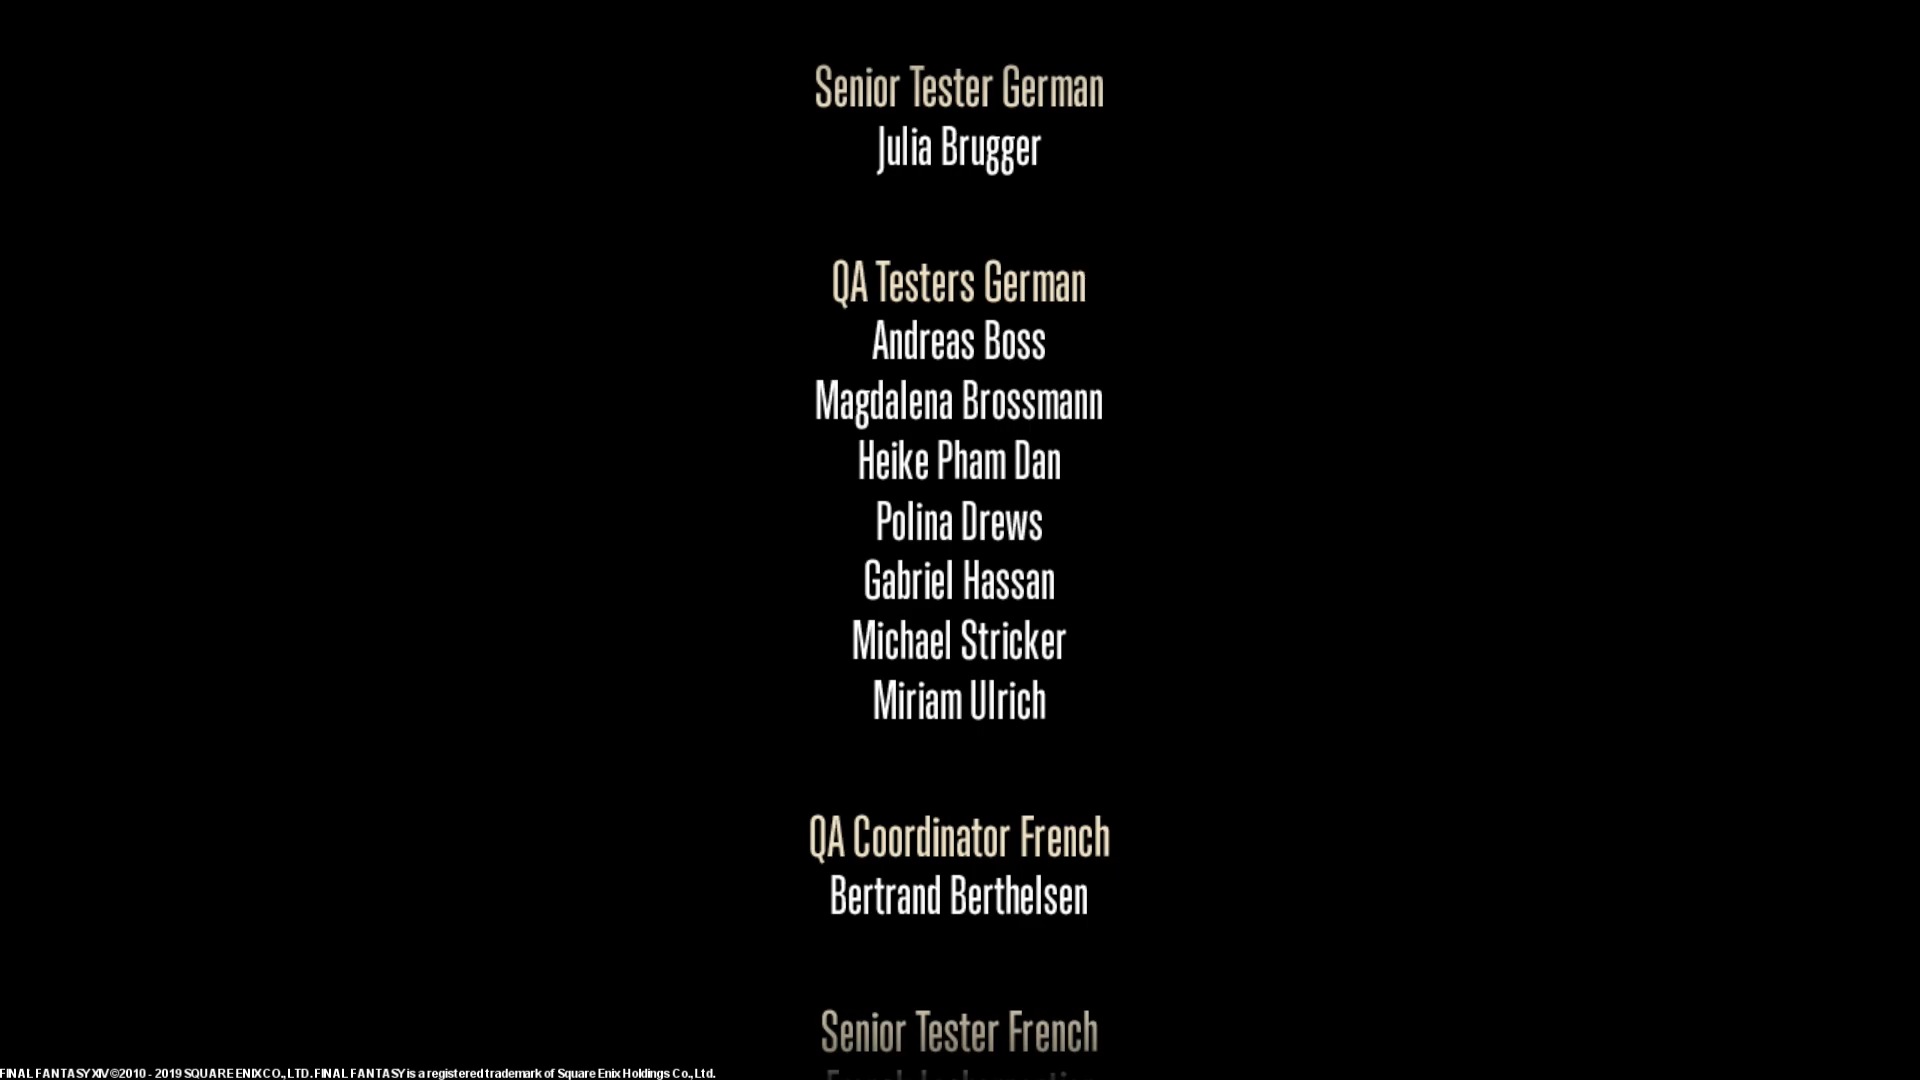 Senior Tester German
Julia Brugger
QA Testers German
Andreas Boss
Magdalena Brossmann
Heike Pham Dan
Polina Drews
Gabriel Hassan
Michael Stricker
Miriam Ulrich
QA Coordinator French
Bertrand Berthelsen
Senior Tester French
FINAL FANTASY XIV ©2010 - 2019 SQUARE ENIX CO., LTD. FINAL FANTASY is a registered trademark of Square Enix Holdings Co., Ltd.